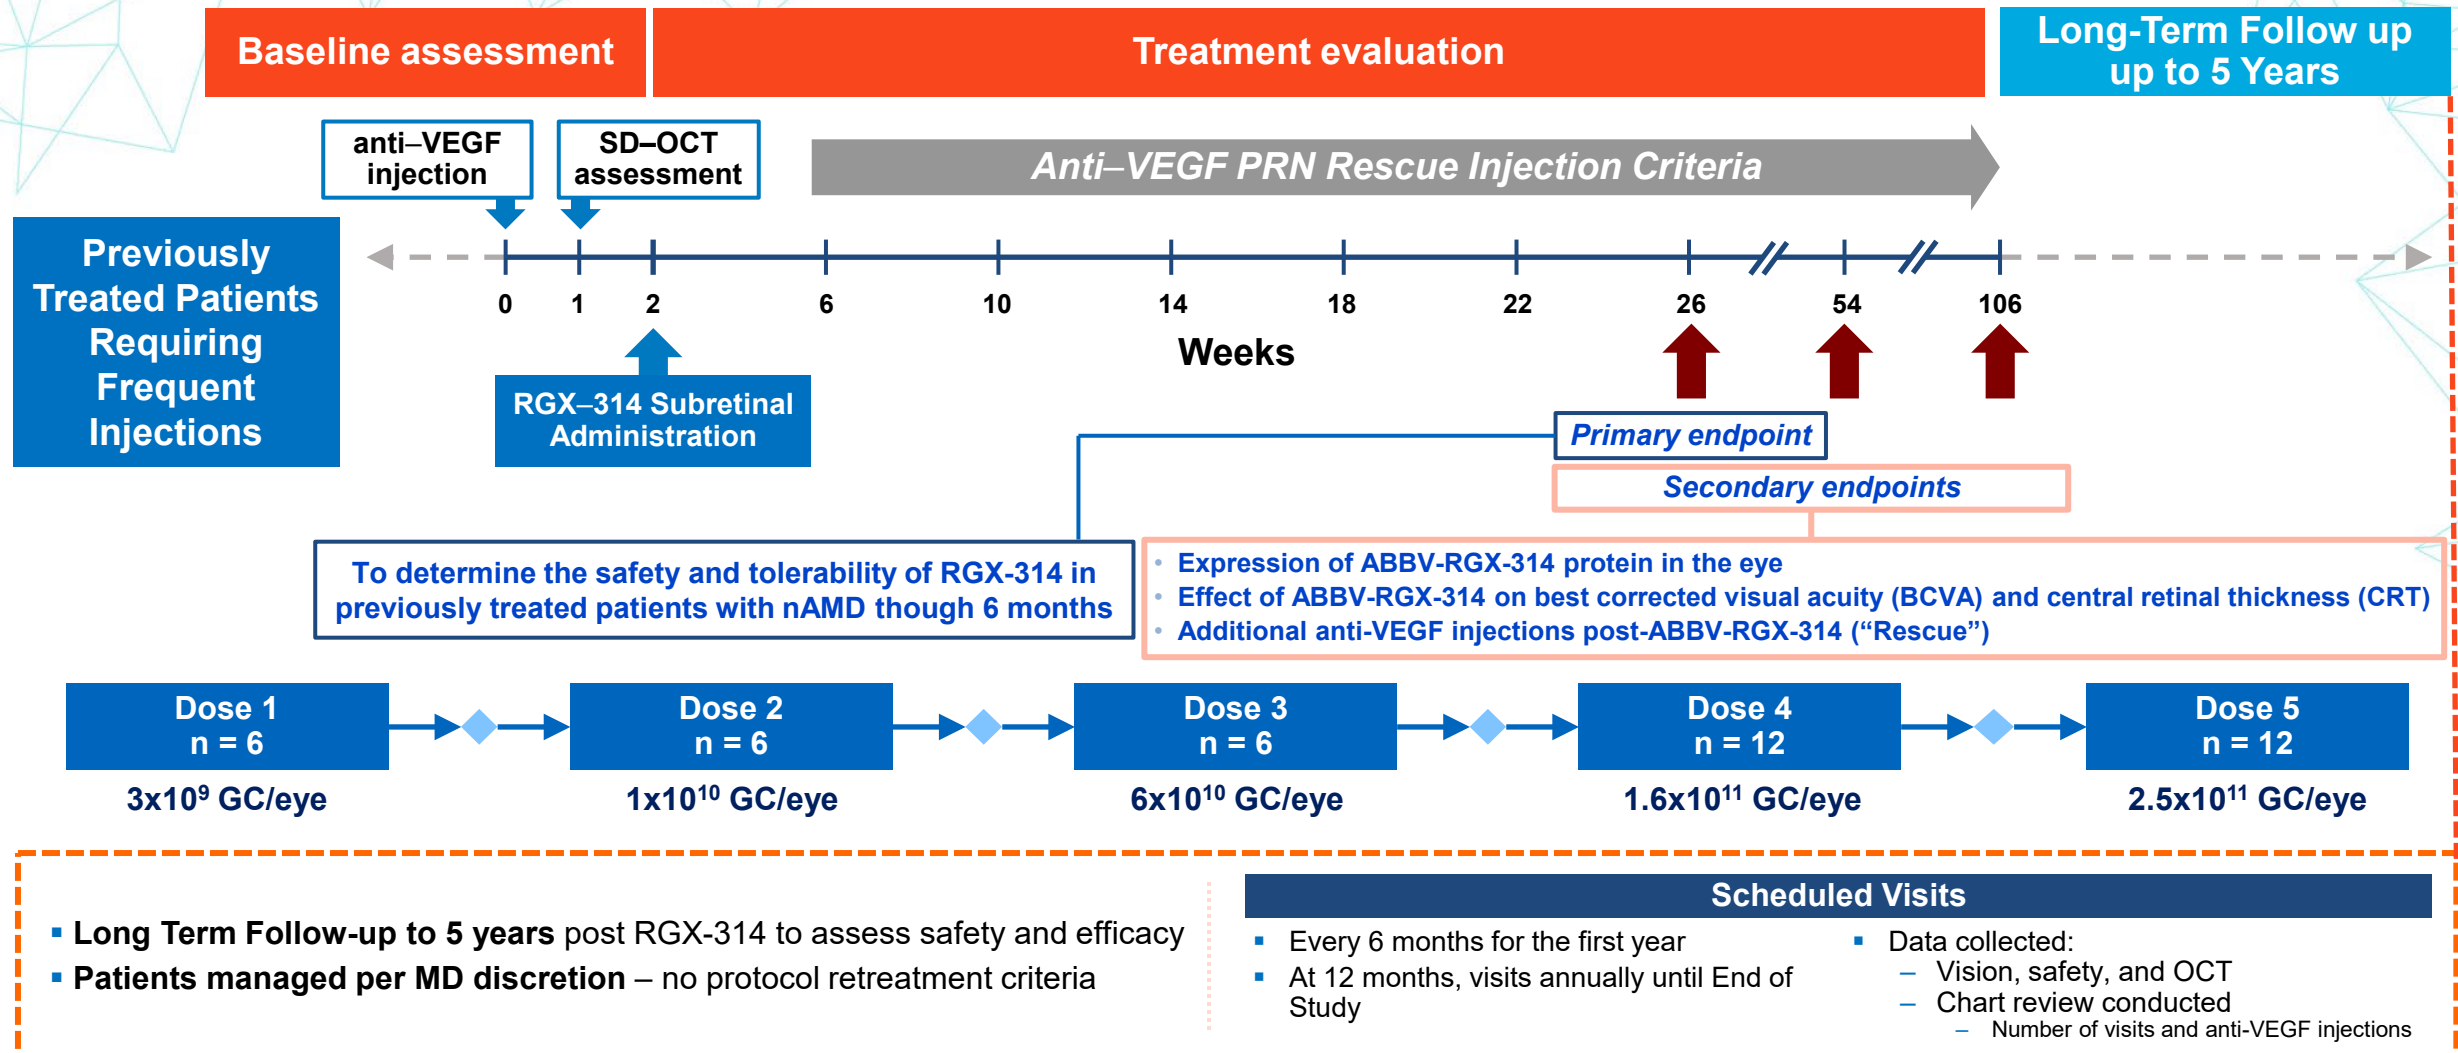 Baseline assessment
Treatment evaluation
Long-Term Follow up
up to 5 Years
anti–VEGF
injection
SD–OCT
assessment
Anti–VEGF PRN Rescue Injection Criteria
Previously
Treated Patients
Requiring
Frequent
Injections
0 1 2 6 10 14 18 22 26 54 106
Weeks
RGX–314 Subretinal
Administration
Primary endpoint
Secondary endpoints
To determine the safety and tolerability of RGX-314 in
previously treated patients with nAMD though 6 months
• Expression of ABBV-RGX-314 protein in the eye
• Effect of ABBV-RGX-314 on best corrected visual acuity (BCVA) and central retinal thickness (CRT)
• Additional anti-VEGF injections post-ABBV-RGX-314 (“Rescue”)
Dose 1
n = 6
3x10⁹ GC/eye
Dose 2
n = 6
1x10¹⁰ GC/eye
Dose 3
n = 6
6x10¹⁰ GC/eye
Dose 4
n = 12
1.6x10¹¹ GC/eye
Dose 5
n = 12
2.5x10¹¹ GC/eye
▪ Long Term Follow-up to 5 years post RGX-314 to assess safety and efficacy
▪ Patients managed per MD discretion – no protocol retreatment criteria
Scheduled Visits
▪ Every 6 months for the first year
▪ At 12 months, visits annually until End of
Study
▪ Data collected:
– Vision, safety, and OCT
– Chart review conducted
– Number of visits and anti-VEGF injections